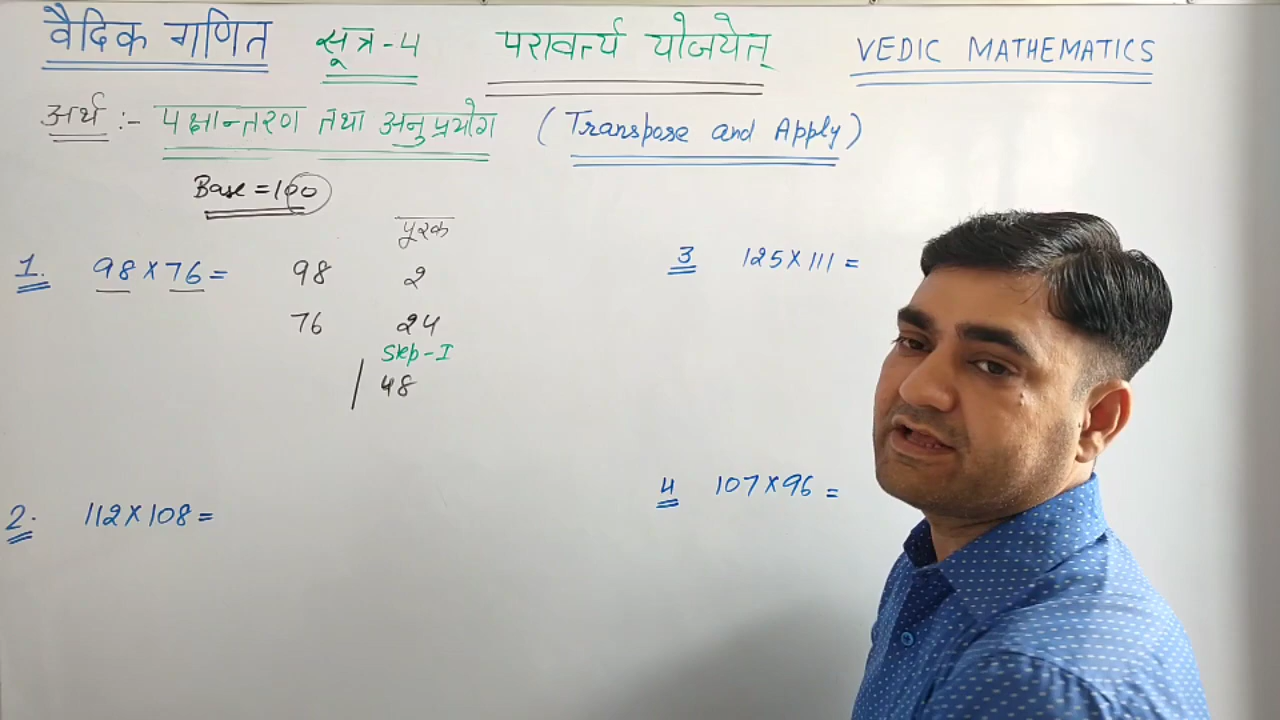 वैदिक गणित सूत्र-4 परावर्त्य योजयेत् VEDIC MATHEMATICS
अर्थ :- पक्षान्तरण तथा अनुप्रयोग (Transpose and Apply)
Base = 100
पूरक
1. 98 × 76 = 98 2
76 24
Step-I
/ 48
2. 112 × 108 =
3 125 × 111 =
4 107 × 96 =